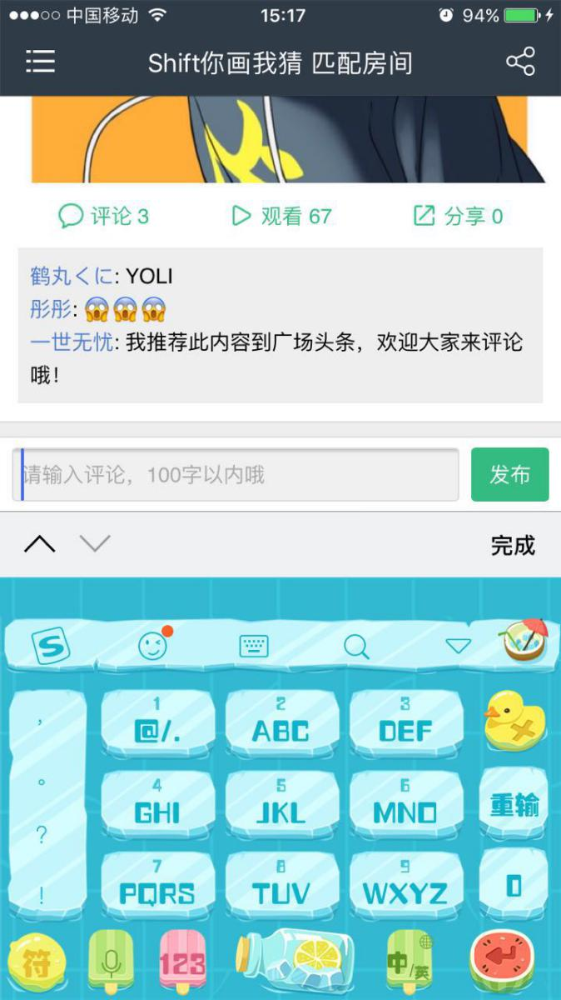 中国移动 15:17 94%
Shift你画我猜 匹配房间
评论 3 观看 67 分享 0
鹤丸くに: YOLI
彤彤: 😱😱😱
一世无忧: 我推荐此内容到广场头条，欢迎大家来评论
哦！
请输入评论，100字以内哦 发布
完成
S
, 1 2 3
@/. ABC DEF
。 4 5 6
GHI JKL MNO 重输
? 7 8 9
! PQRS TUV WXYZ 0
符 123 中/英